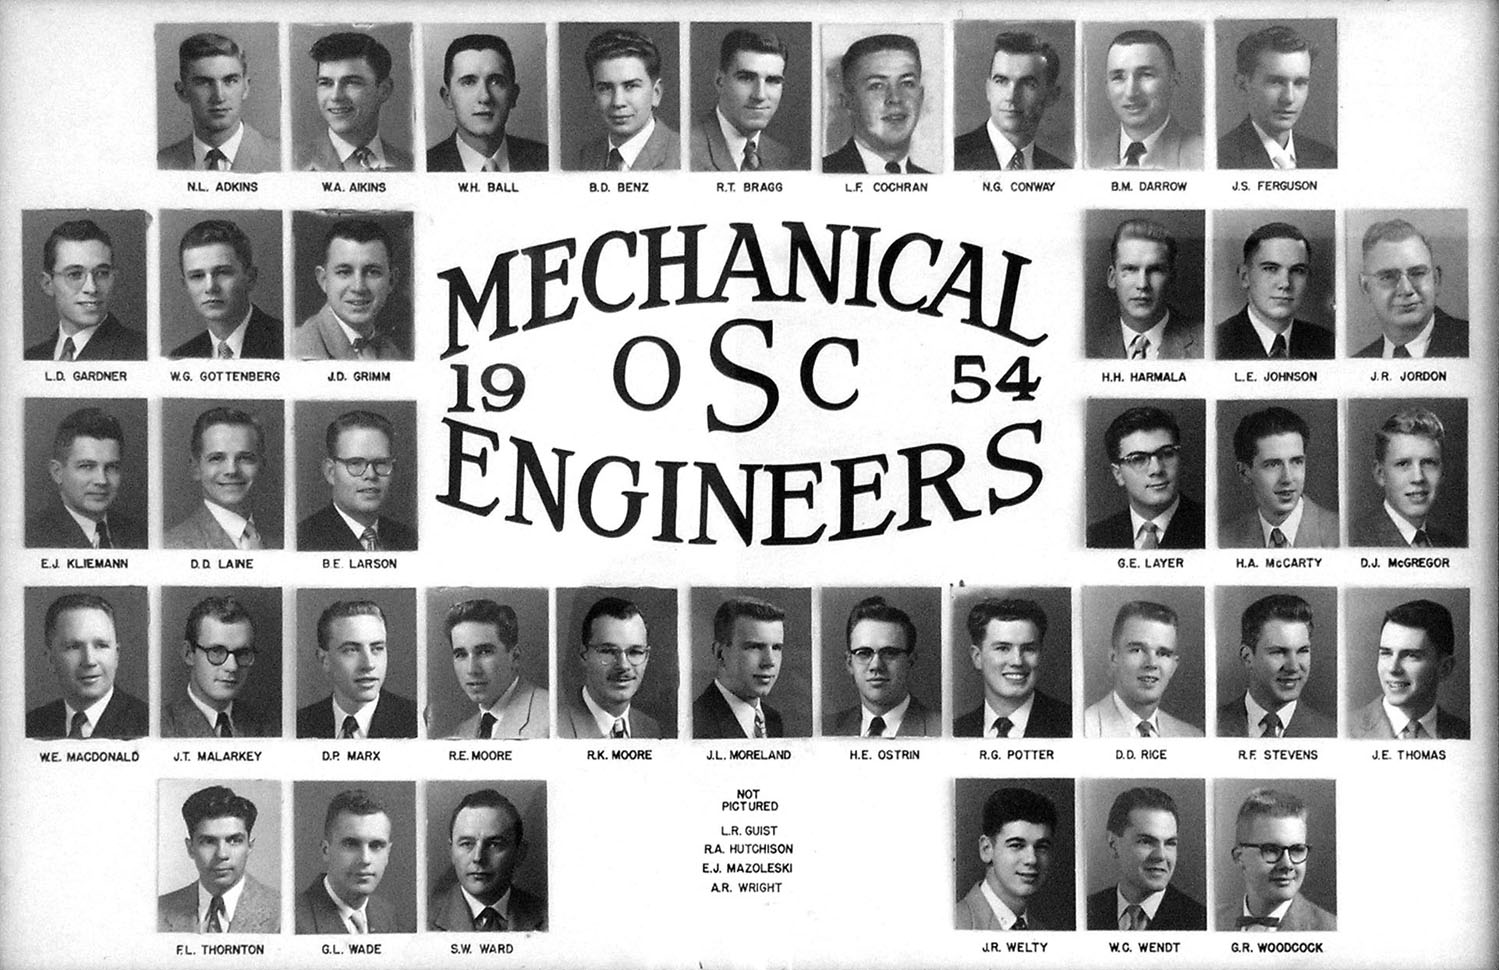 N.L. ADKINS
W.A. AIKINS
W.H. BALL
B.D. BENZ
R.T. BRAGG
L.F. COCHRAN
N.G. CONWAY
B.M. DARROW
J.S. FERGUSON
MECHANICAL
19 OSC 54
ENGINEERS
L.D. GARDNER
W.G. GOTTENBERG
J.D. GRIMM
H.H. HARMALA
L.E. JOHNSON
J.R. JORDON
E.J. KLIEMANN
D.D. LAINE
B.E. LARSON
G.E. LAYER
H.A. McCARTY
D.J. McGREGOR
W.E. MACDONALD
J.T. MALARKEY
D.P. MARX
R.E. MOORE
R.K. MOORE
J.L. MORELAND
H.E. OSTRIN
R.G. POTTER
D.D. RICE
R.F. STEVENS
J.E. THOMAS
F.L. THORNTON
G.L. WADE
S.W. WARD
NOT
PICTURED
L.R. GUIST
R.A. HUTCHISON
E.J. MAZOLESKI
A.R. WRIGHT
J.R. WELTY
W.C. WENDT
G.R. WOODCOCK